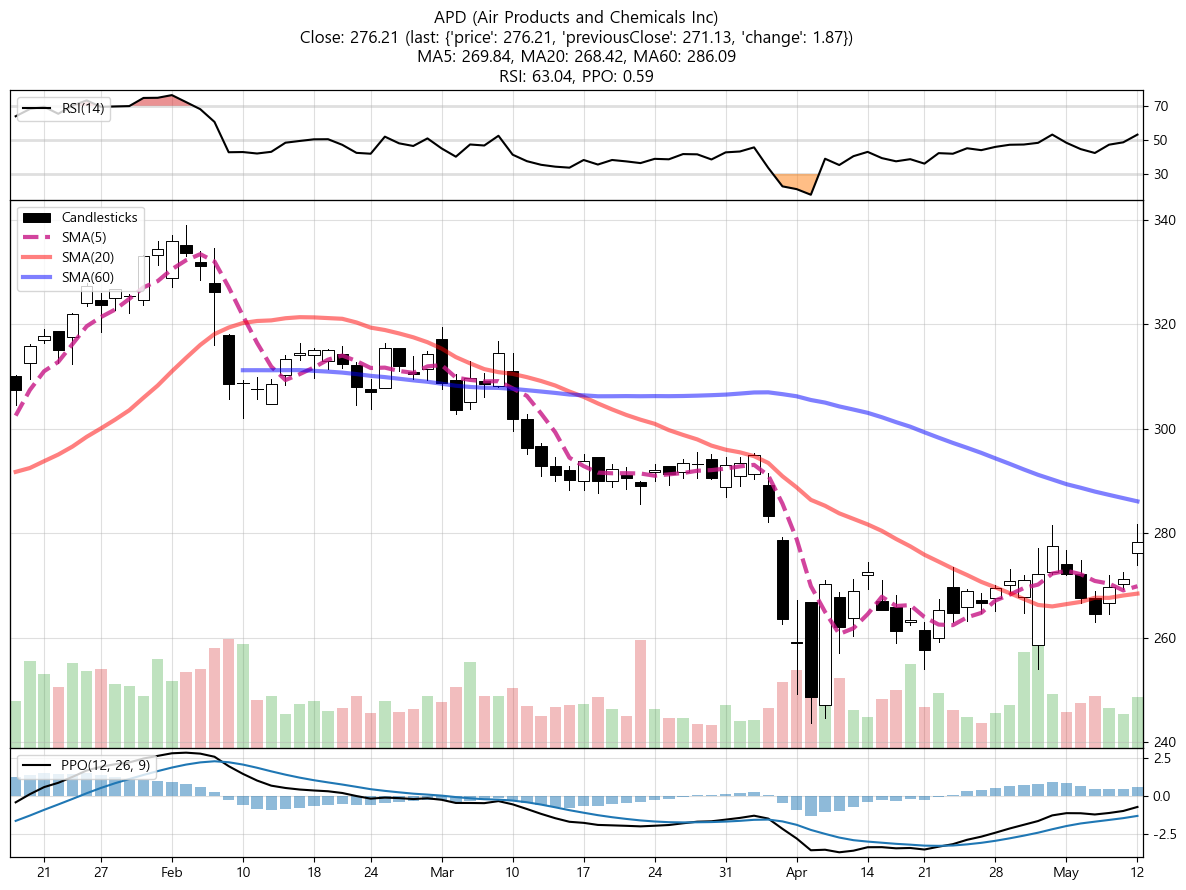 APD (Air Products and Chemicals Inc)
Close: 276.21 (last: {'price': 276.21, 'previousClose': 271.13, 'change': 1.87})
MA5: 269.84, MA20: 268.42, MA60: 286.09
RSI: 63.04, PPO: 0.59
RSI(14)
70
50
30
Candlesticks
SMA(5)
SMA(20)
SMA(60)
340
320
300
280
260
240
PPO(12, 26, 9)
2.5
0.0
-2.5
21 27 Feb 10 18 24 Mar 10 17 24 31 Apr 14 21 28 May 12